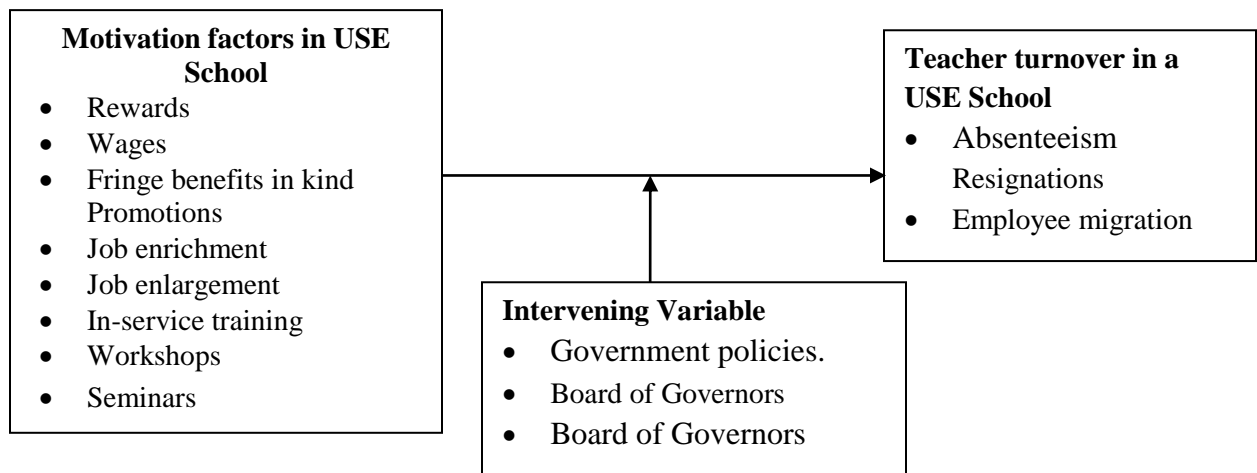 Motivation factors in USE
School
• Rewards
• Wages
• Fringe benefits in kind
Promotions
• Job enrichment
• Job enlargement
• In-service training
• Workshops
• Seminars
Teacher turnover in a
USE School
• Absenteeism
Resignations
• Employee migration
Intervening Variable
• Government policies.
• Board of Governors
• Board of Governors